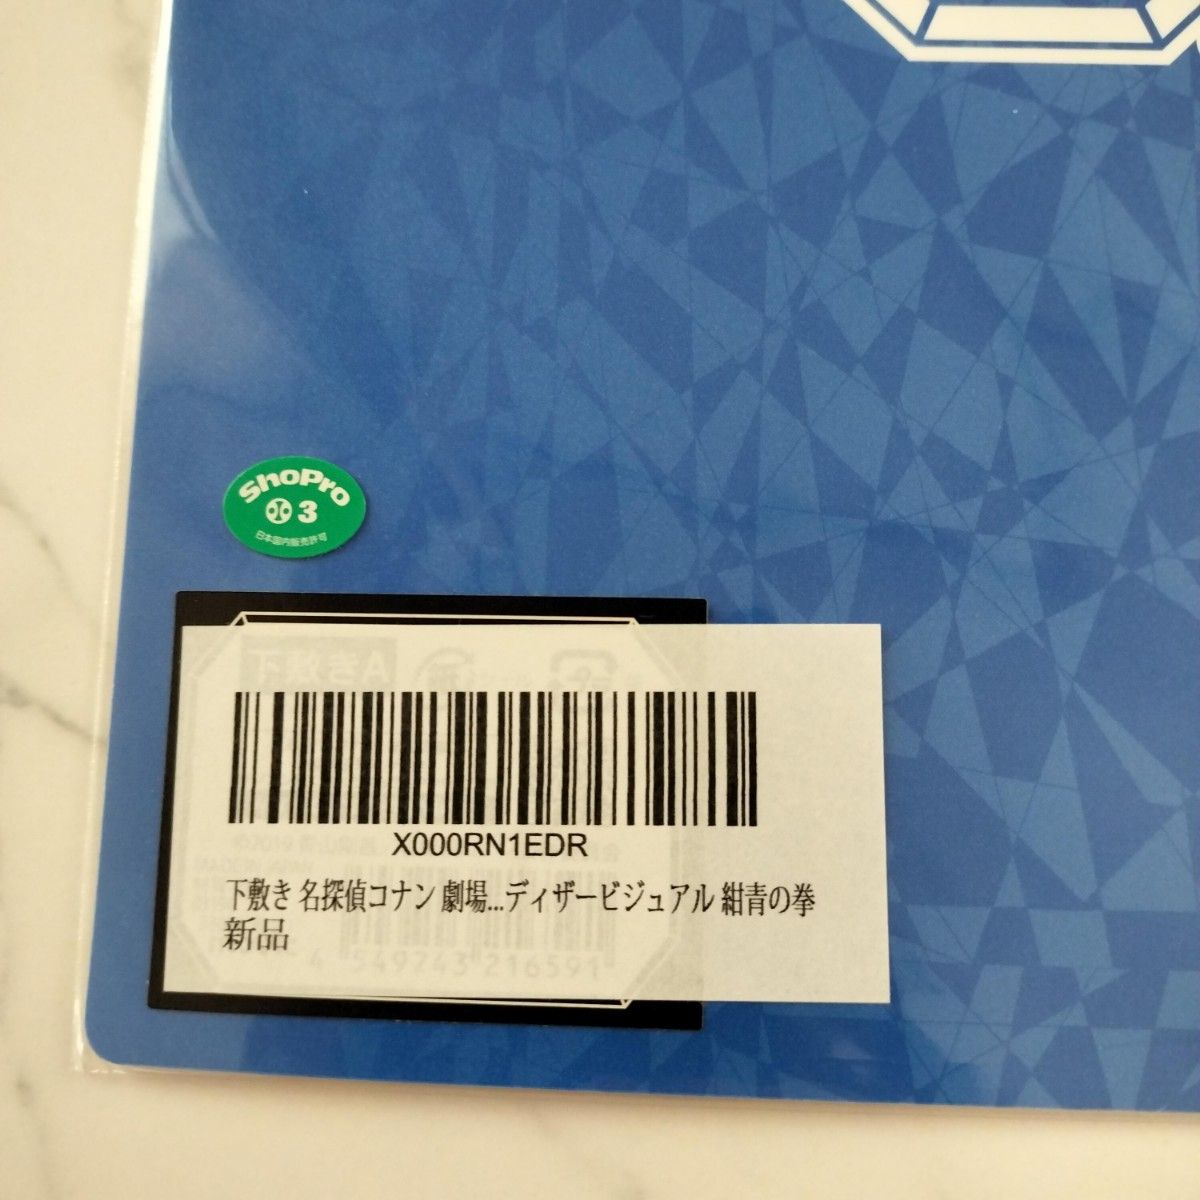 ShoPro
3
日本国内販売許可
下敷きA
X000RN1EDR
下敷き 名探偵コナン 劇場...ディザービジュアル 紺青の拳
新品
4 549243 216591